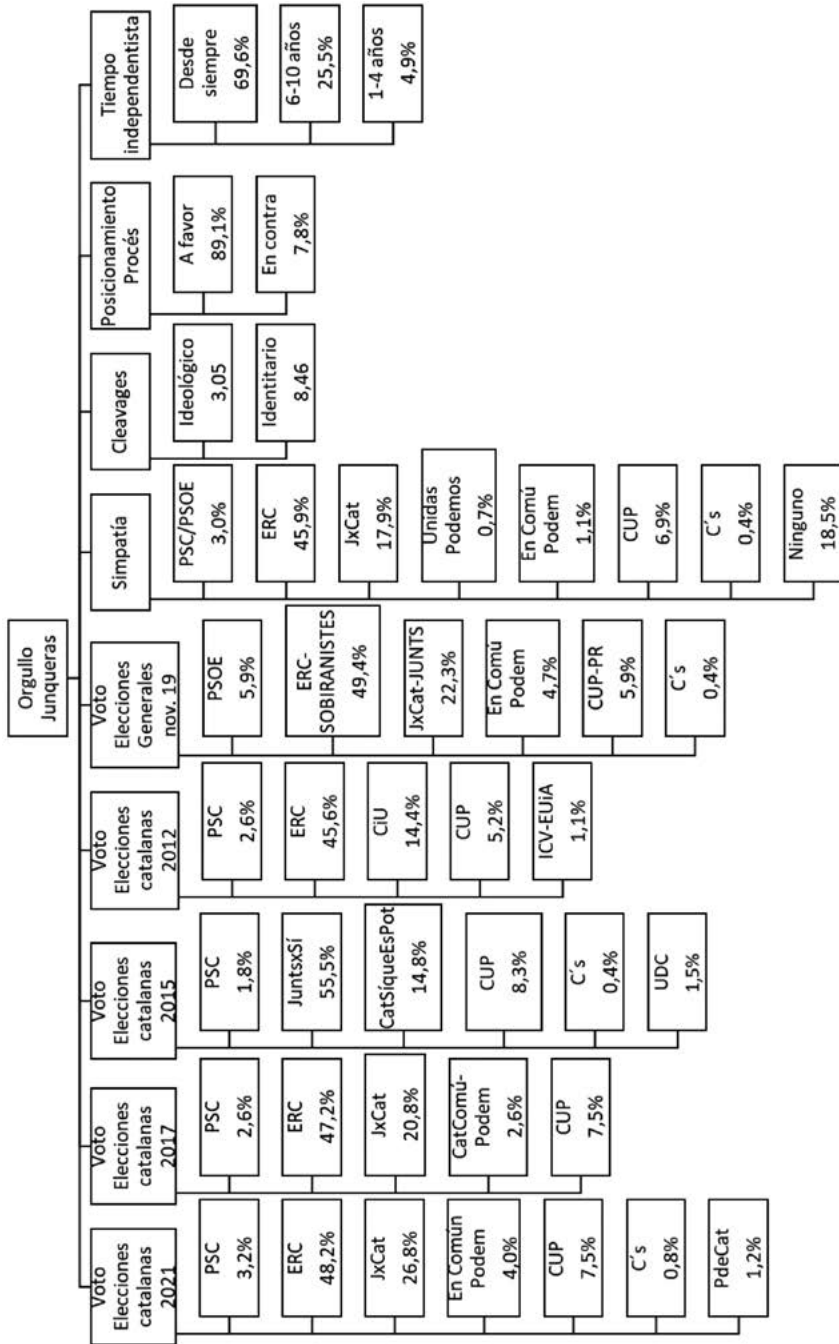 Orgullo
Junqueras
Voto
Elecciones
catalanas
2021
PSC
3,2%
ERC
48,2%
JxCat
26,8%
En Común
Podem
4,0%
CUP
7,5%
C´s
0,8%
PdeCat
1,2%
Voto
Elecciones
catalanas
2017
PSC
2,6%
ERC
47,2%
JxCat
20,8%
CatComú-
Podem
2,6%
CUP
7,5%
Voto
Elecciones
catalanas
2015
PSC
1,8%
JuntsxSí
55,5%
CatSíqueEsPot
14,8%
CUP
8,3%
C´s
0,4%
UDC
1,5%
Voto
Elecciones
catalanas
2012
PSC
2,6%
ERC
45,6%
CiU
14,4%
CUP
5,2%
ICV-EUiA
1,1%
Voto
Elecciones
Generales
nov. 19
PSOE
5,9%
ERC-
SOBIRANISTES
49,4%
JxCat-JUNTS
22,3%
En Comú
Podem
4,7%
CUP-PR
5,9%
C´s
0,4%
Simpatía
PSC/PSOE
3,0%
ERC
45,9%
JxCat
17,9%
Unidas
Podemos
0,7%
En Comú
Podem
1,1%
CUP
6,9%
C´s
0,4%
Ninguno
18,5%
Cleavages
Ideológico
3,05
Identitario
8,46
Posicionamiento
Procés
A favor
89,1%
En contra
7,8%
Tiempo
independentista
Desde
siempre
69,6%
6-10 años
25,5%
1-4 años
4,9%